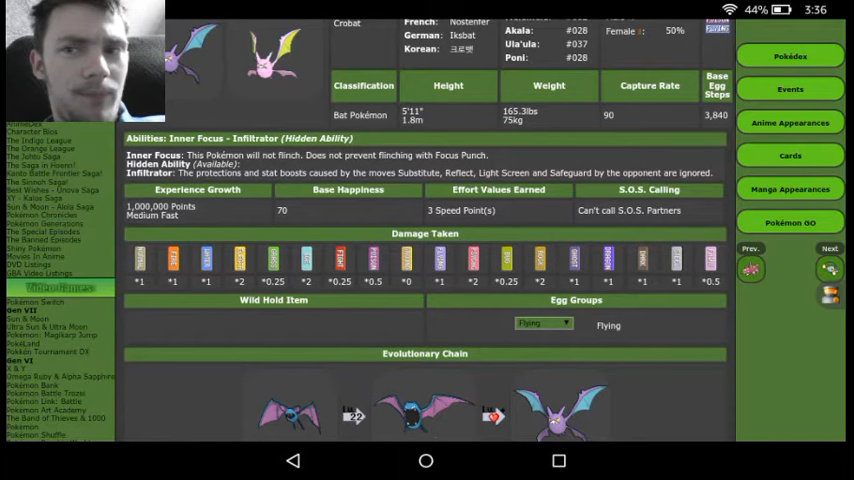 44% 3:36
Crobat
French: Nostenfer
German: Iksbat
Korean: 크로뱃
Akala: #028
Ula'ula: #037
Poni: #028
Female 50%
Classification Height Weight Capture Rate Base Egg Steps
Bat Pokémon 5'11" 165.3lbs 90 3,840
1.8m 75kg
Abilities: Inner Focus - Infiltrator (Hidden Ability)
Inner Focus: This Pokémon will not flinch. Does not prevent flinching with Focus Punch.
Hidden Ability (Available):
Infiltrator: The protections and stat boosts caused by the moves Substitute, Reflect, Light Screen and Safeguard by the opponent are ignored.
Experience Growth Base Happiness Effort Values Earned S.O.S. Calling
1,000,000 Points 70 3 Speed Point(s) Can't call S.O.S. Partners
Medium Fast
Damage Taken
*1 *1 *1 *2 *0.25 *2 *0.25 *0.5 *0 *1 *2 *0.25 *2 *1 *1 *1 *1 *0.5
Wild Hold Item Egg Groups
Flying Flying
Evolutionary Chain
Lv. 22
Character Bios
The Indigo League
The Orange League
The Johto Saga
The Saga in Hoenn!
Kanto Battle Frontier Saga!
The Sinnoh Saga!
Best Wishes - Unova Saga
XY - Kalos Saga
Sun & Moon - Alola Saga
Pokémon Chronicles
Pokémon Generations
The Special Episodes
The Banned Episodes
Shiny Pokémon
Movies In Anime
DVD Listings
GBA Video Listings
Video Games
Pokémon Switch
Gen VII
Sun & Moon
Ultra Sun & Ultra Moon
Pokémon: Magikarp Jump
PokéLand
Pokkén Tournament DX
Gen VI
X & Y
Omega Ruby & Alpha Sapphire
Pokémon Bank
Pokémon Battle Trozei
Pokémon Link: Battle
Pokémon Art Academy
The Band of Thieves & 1000
Pokémon
Pokémon Shuffle
Pokédex
Events
Anime Appearances
Cards
Manga Appearances
Pokémon GO
Prev. Next